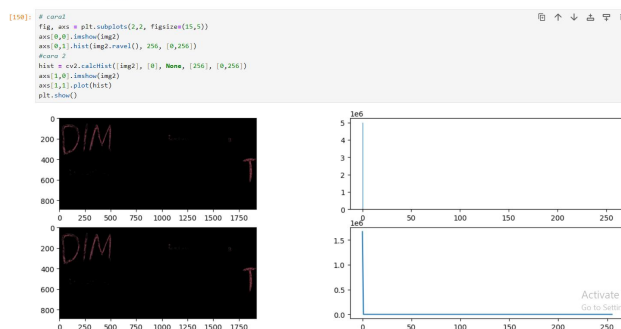 [150]: # cara1
fig, axs = plt.subplots(2,2, figsize=(15,5))
axs[0,0].imshow(img2)
axs[0,1].hist(img2.ravel(), 256, [0,256])
#cara 2
hist = cv2.calcHist([img2], [0], None, [256], [0,256])
axs[1,0].imshow(img2)
axs[1,1].plot(hist)
plt.show()
0
200
400
600
800
0 250 500 750 1000 1250 1500 1750
DIM
T
1e6
5
4
3
2
1
0
0 50 100 150 200 250
0
200
400
600
800
0 250 500 750 1000 1250 1500 1750
DIM
T
1e6
1.5
1.0
0.5
0.0
0 50 100 150 200 250
Activate
Go to Settin